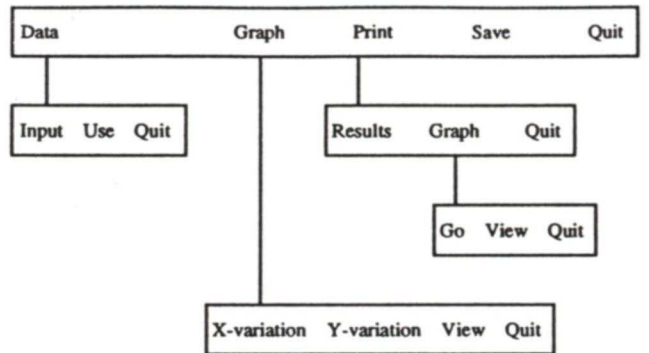 Data Graph Print Save Quit
Input Use Quit
Results Graph Quit
Go View Quit
X-variation Y-variation View Quit